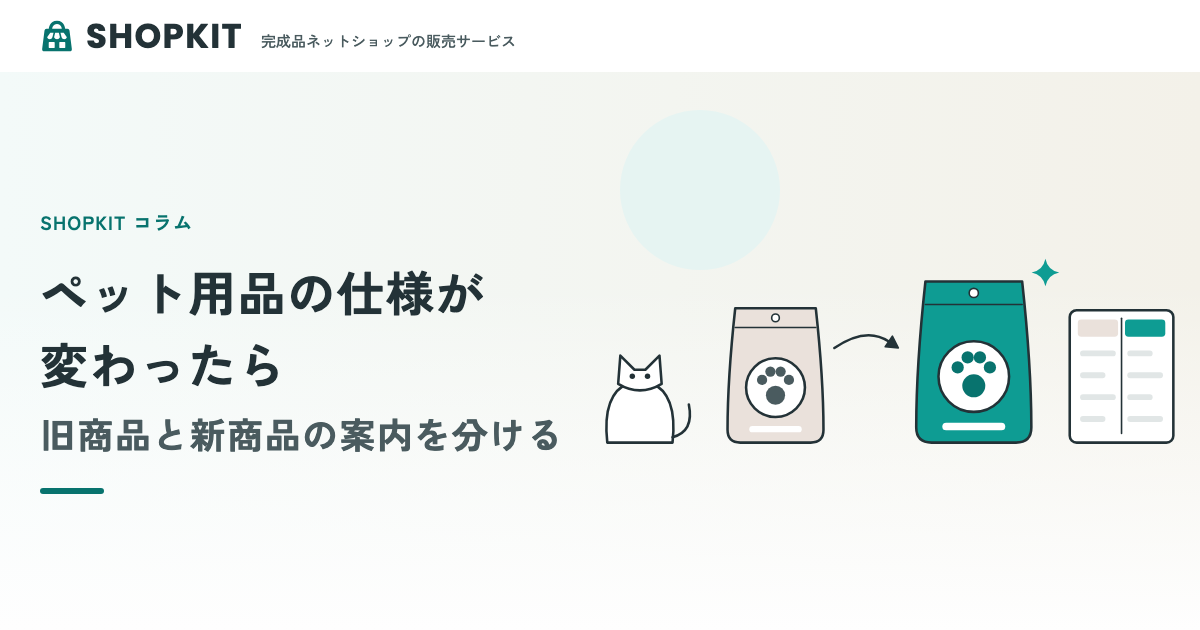 SHOPKIT 完成品ネットショップの販売サービス
SHOPKIT コラム
ペット用品の仕様が
変わったら
旧商品と新商品の案内を分ける